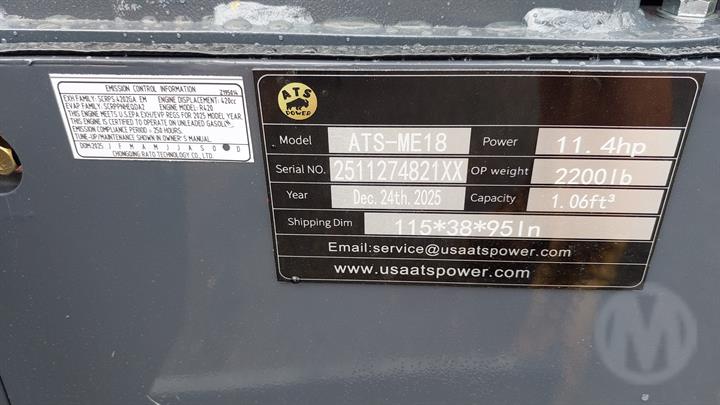 EMISSION CONTROL INFORMATION 2195014
EXH FAMILY: SCRPS.4202GA EM ENGINE DISPLACEMENT: 420cc
EVAP FAMILY: SCRPPNHEQDA2 ENGINE MODEL: R420
THIS ENGINE MEETS U.S.EPA EXH/EVP REGS FOR 2025 MODEL YEAR.
THIS ENGINE IS CERTIFIED TO OPERATE ON UNLEADED GASOLINE
EMISSION COMPLIANCE PERIOD: 250 HOURS.
TUNE-UP/MAINTENANCE SHOWN IN OWNER'S MANUAL.
DOM:2025 J F M A M J J A S O D
CHONGQING RATO TECHNOLOGY CO., LTD.
ATS
POWER
Model ATS-ME18 Power 11.4hp
Serial NO. 2511274821XX OP weight 2200lb
Year Dec. 24th. 2025 Capacity 1.06ft³
Shipping Dim 115*38*95In
Email:service@usaatspower.com
www.usaatspower.com
M